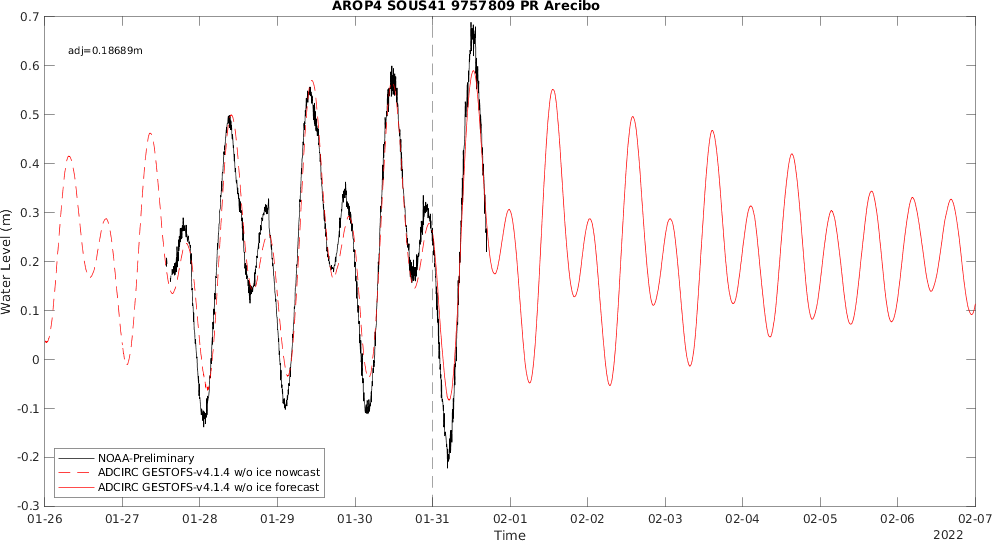 AROP4 SOUS41 9757809 PR Arecibo
adj=0.18689m
0.7
0.6
0.5
0.4
0.3
0.2
0.1
0
-0.1
-0.2
-0.3
Water Level (m)
NOAA-Preliminary
ADCIRC GESTOFS-v4.1.4 w/o ice nowcast
ADCIRC GESTOFS-v4.1.4 w/o ice forecast
01-26 01-27 01-28 01-29 01-30 01-31 02-01 02-02 02-03 02-04 02-05 02-06 02-07
Time
2022